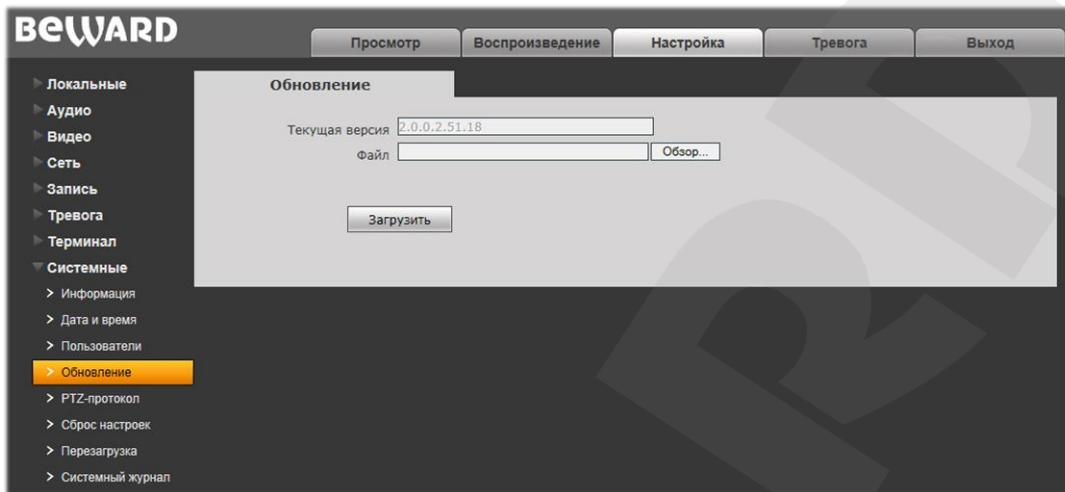 BEWARD
Просмотр Воспроизведение Настройка Тревога Выход
Локальные
Аудио
Видео
Сеть
Запись
Тревога
Терминал
Системные
Информация
Дата и время
Пользователи
Обновление
PTZ-протокол
Сброс настроек
Перезагрузка
Системный журнал
Обновление
Текущая версия 2.0.0.2.51.18
Файл Обзор...
Загрузить